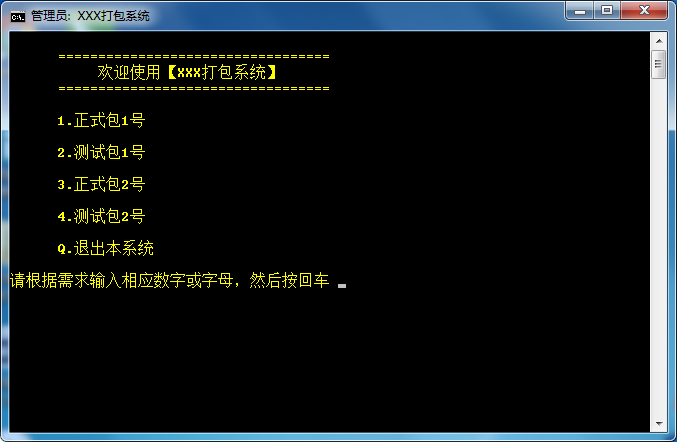 管理员: XXX打包系统
==================================
欢迎使用【xxx打包系统】
==================================
1.正式包1号
2.测试包1号
3.正式包2号
4.测试包2号
Q.退出本系统
请根据需求输入相应数字或字母，然后按回车